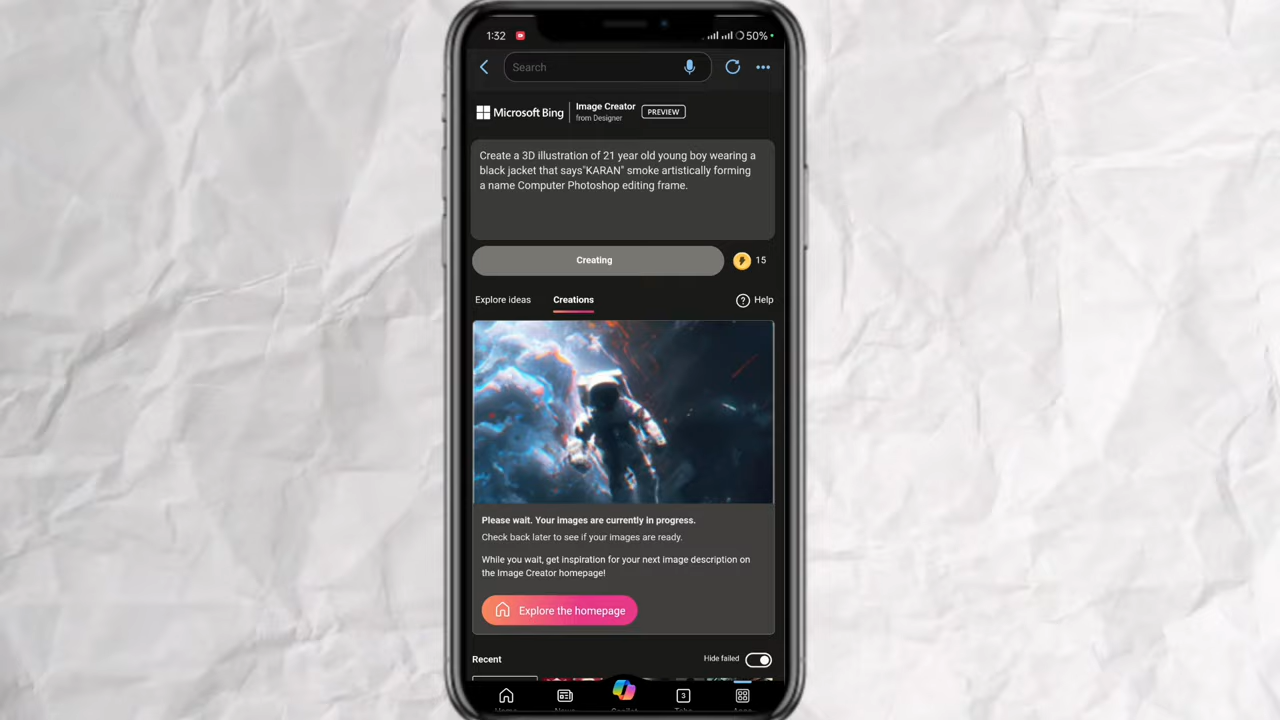 1:32
50%
Search
Microsoft Bing
Image Creator
from Designer
PREVIEW
Create a 3D illustration of 21 year old young boy wearing a
black jacket that says"KARAN" smoke artistically forming
a name Computer Photoshop editing frame.
Creating
15
Explore ideas
Creations
? Help
Please wait. Your images are currently in progress.
Check back later to see if your images are ready.
While you wait, get inspiration for your next image description on
the Image Creator homepage!
Explore the homepage
Recent
Hide failed
3